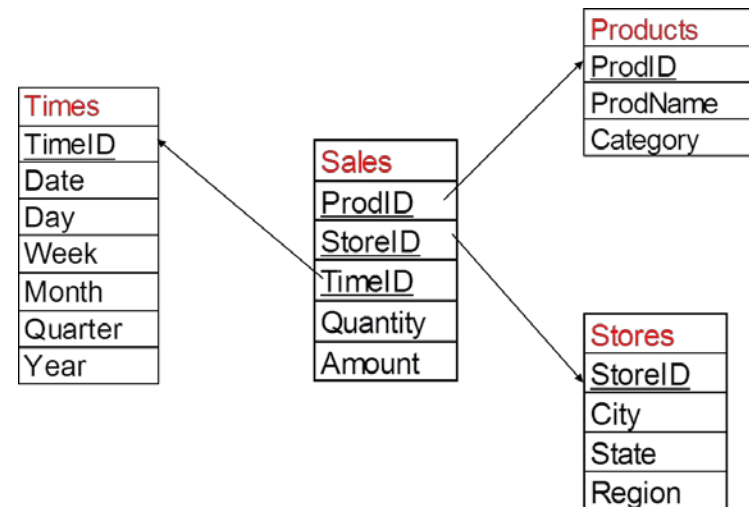 Times
TimeID
Date
Day
Week
Month
Quarter
Year
Sales
ProdID
StoreID
TimeID
Quantity
Amount
Products
ProdID
ProdName
Category
Stores
StoreID
City
State
Region